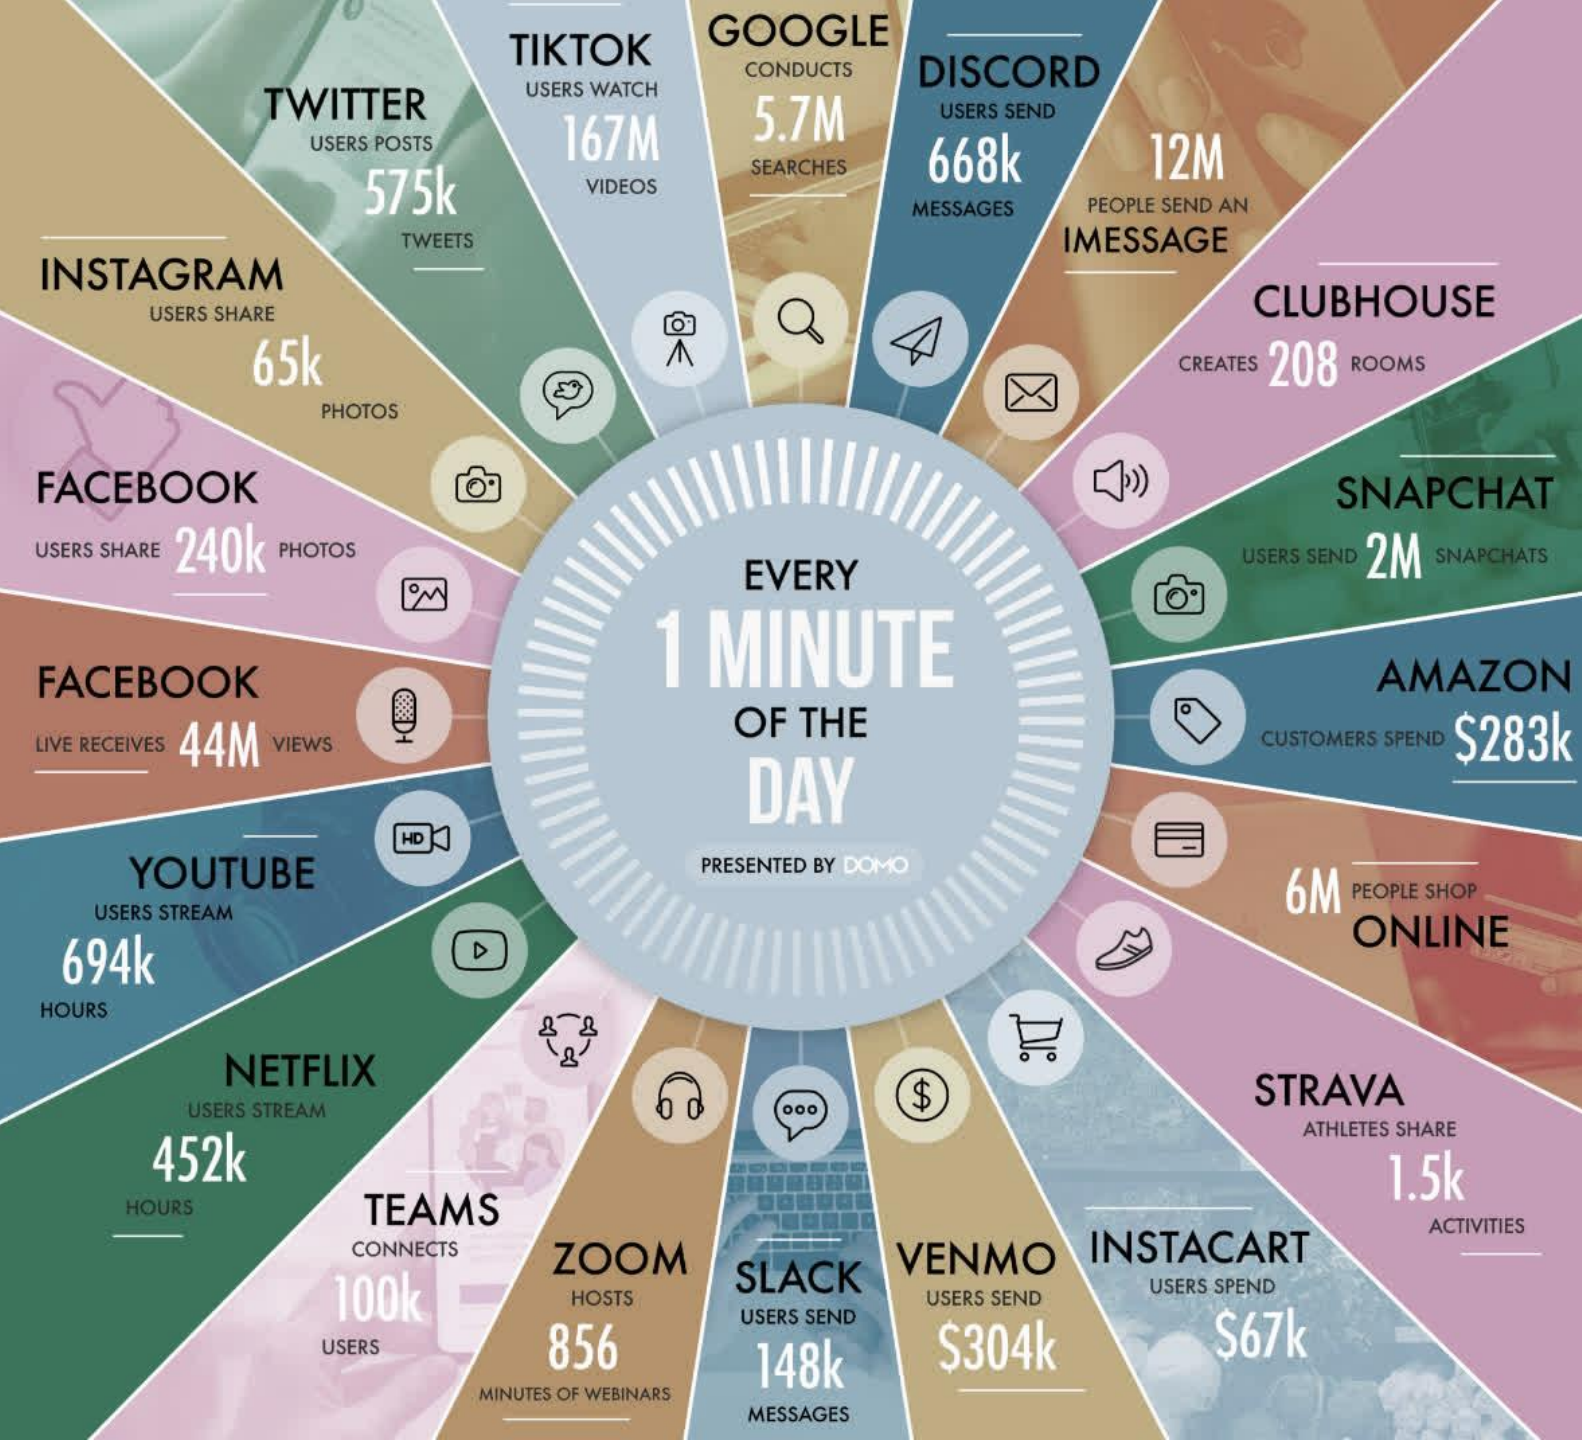 GOOGLE
CONDUCTS
5.7M
SEARCHES
DISCORD
USERS SEND
668k
MESSAGES
12M
PEOPLE SEND AN
IMESSAGE
CLUBHOUSE
CREATES 208 ROOMS
SNAPCHAT
USERS SEND 2M SNAPCHATS
AMAZON
CUSTOMERS SPEND $283k
6M PEOPLE SHOP
ONLINE
STRAVA
ATHLETES SHARE
1.5k
ACTIVITIES
INSTACART
USERS SPEND
$67k
VENMO
USERS SEND
$304k
SLACK
USERS SEND
148k
MESSAGES
ZOOM
HOSTS
856
MINUTES OF WEBINARS
TEAMS
CONNECTS
100k
USERS
NETFLIX
USERS STREAM
452k
HOURS
YOUTUBE
USERS STREAM
694k
HOURS
FACEBOOK
LIVE RECEIVES 44M VIEWS
FACEBOOK
USERS SHARE 240k PHOTOS
INSTAGRAM
USERS SHARE
65k
PHOTOS
TWITTER
USERS POSTS
575k
TWEETS
TIKTOK
USERS WATCH
167M
VIDEOS
HD
EVERY
1 MINUTE
OF THE
DAY
PRESENTED BY DOMO